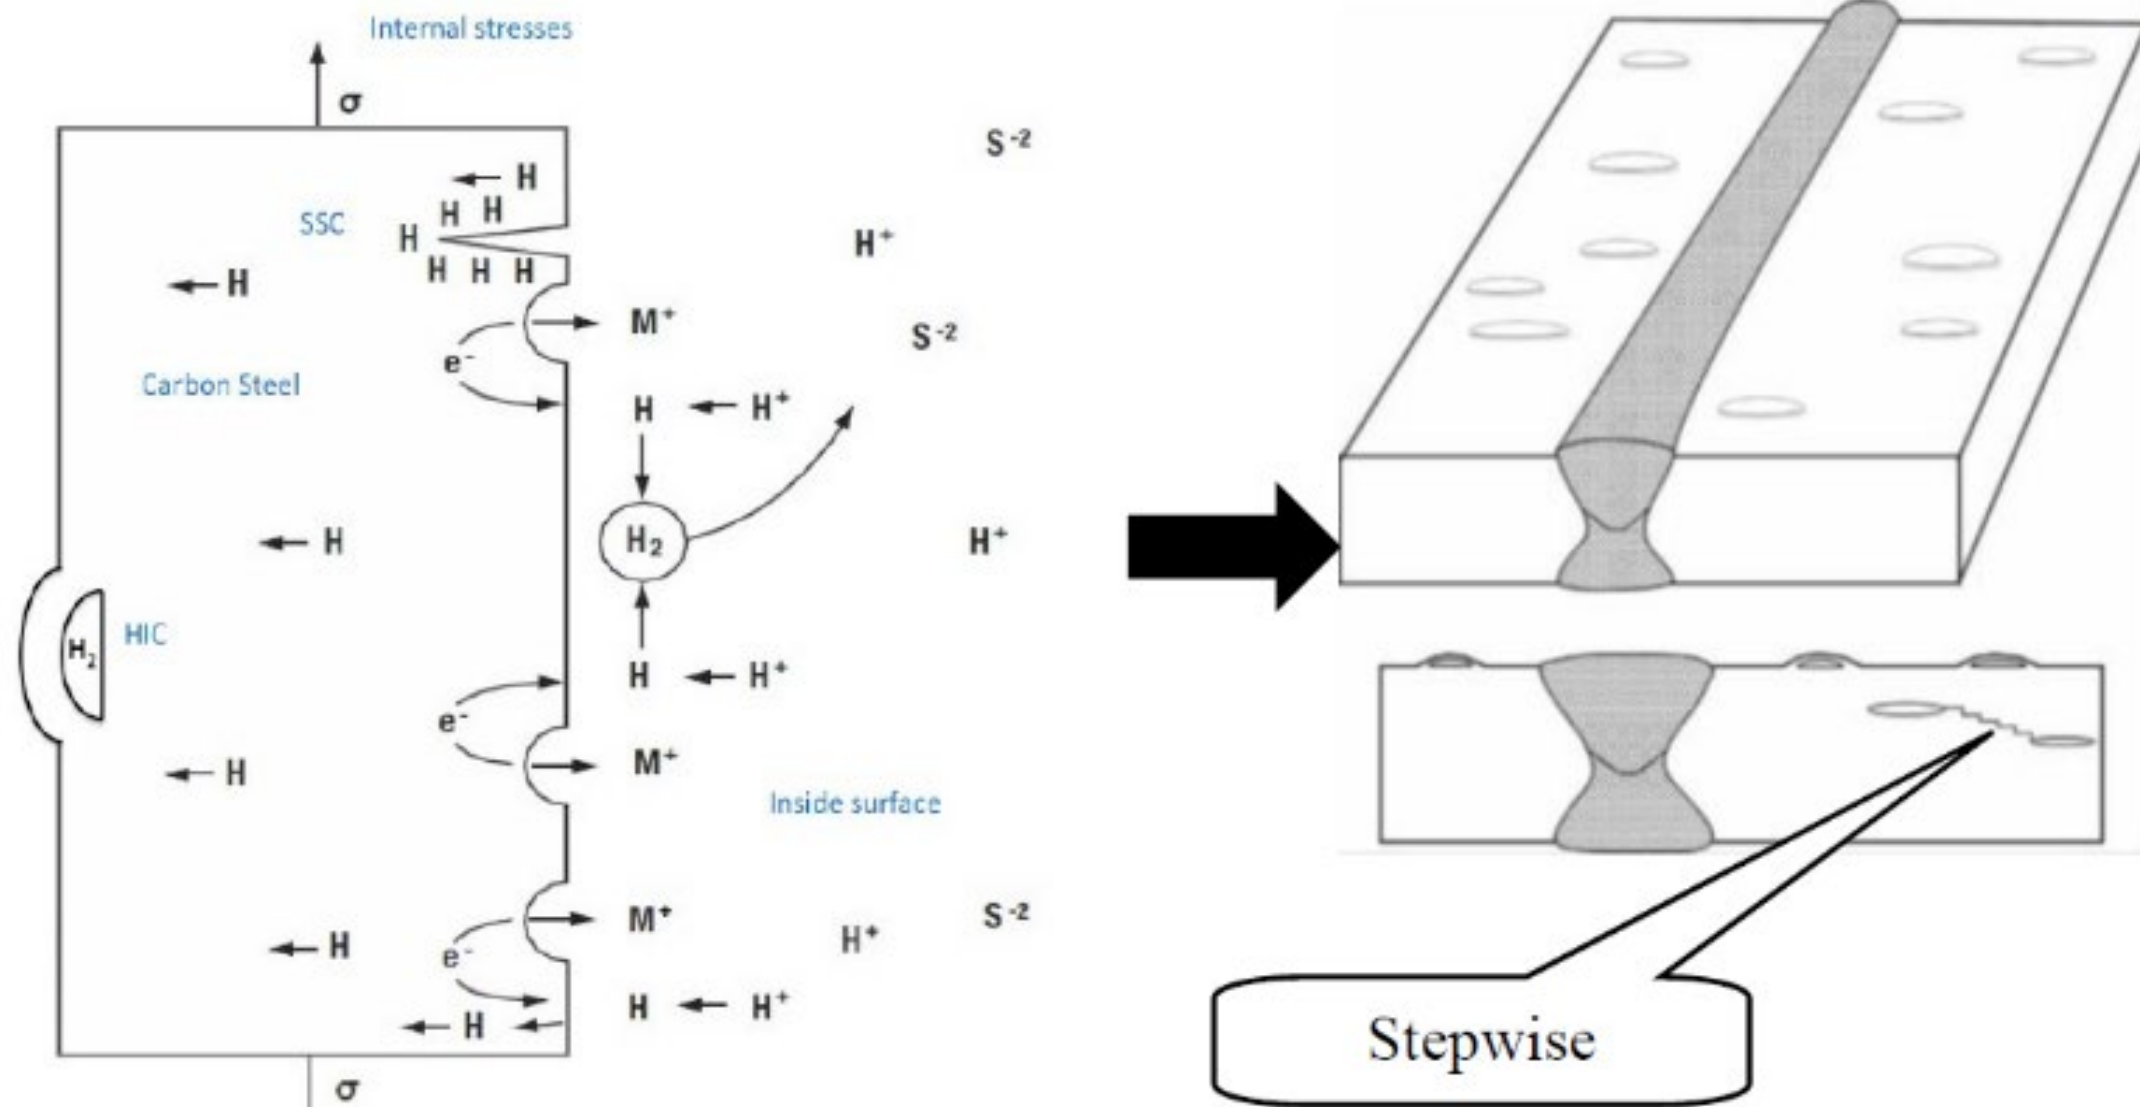 Internal stresses
σ
S⁻²
H
H H
SSC
H
H⁺
H H H
H
M⁺
S⁻²
e⁻
Carbon Steel
H
H⁺
H
H₂
H⁺
HIC
H₂
H
H⁺
e⁻
M⁺
H
Inside surface
M⁺
S⁻²
H
H⁺
e⁻
H
H⁺
H
Stepwise
σ